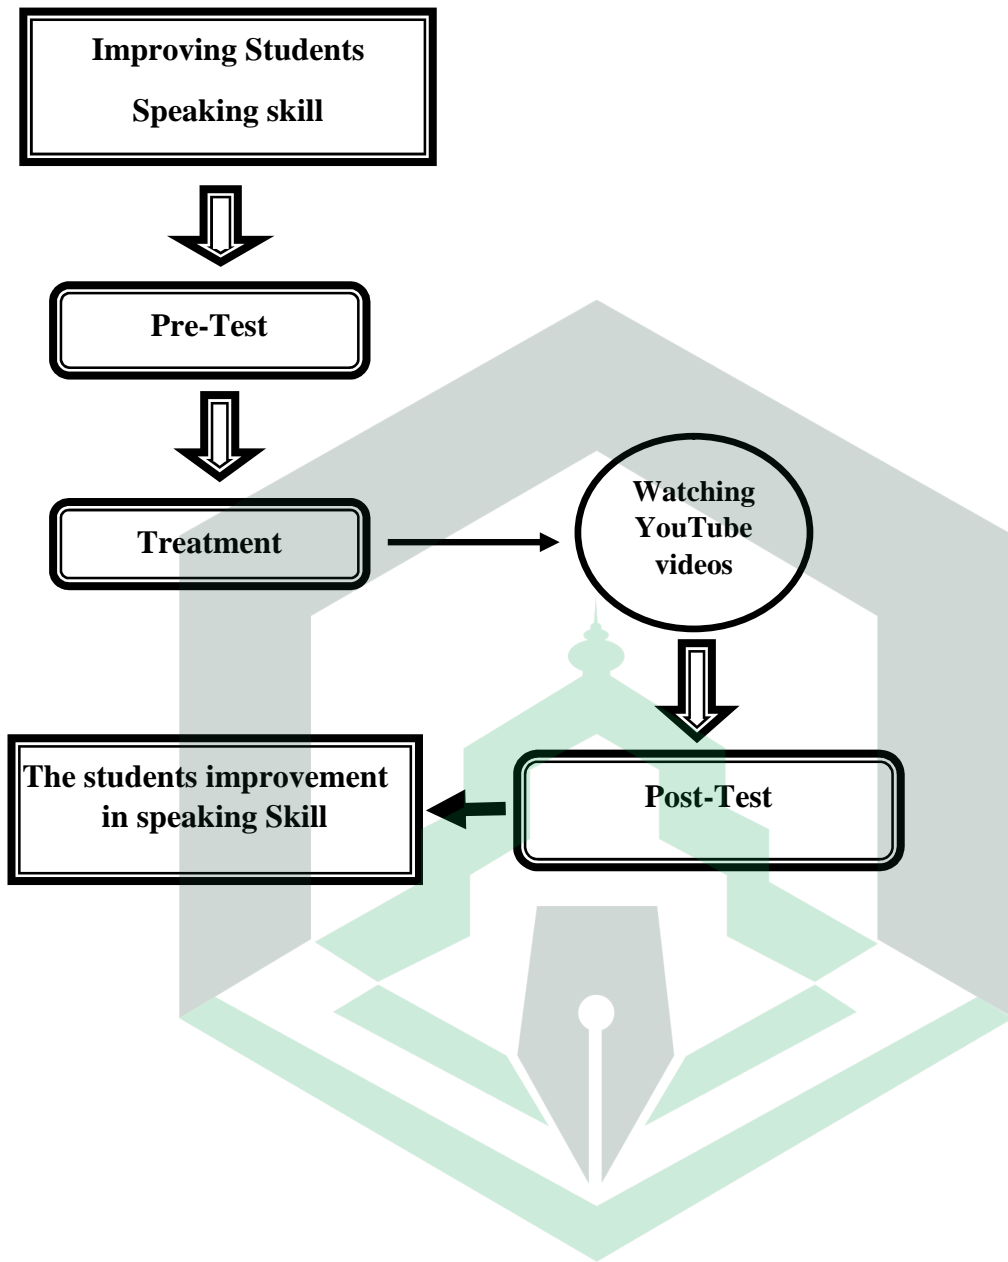 Improving Students
Speaking skill
Pre-Test
Treatment
Watching
YouTube
videos
Post-Test
The students improvement
in speaking Skill